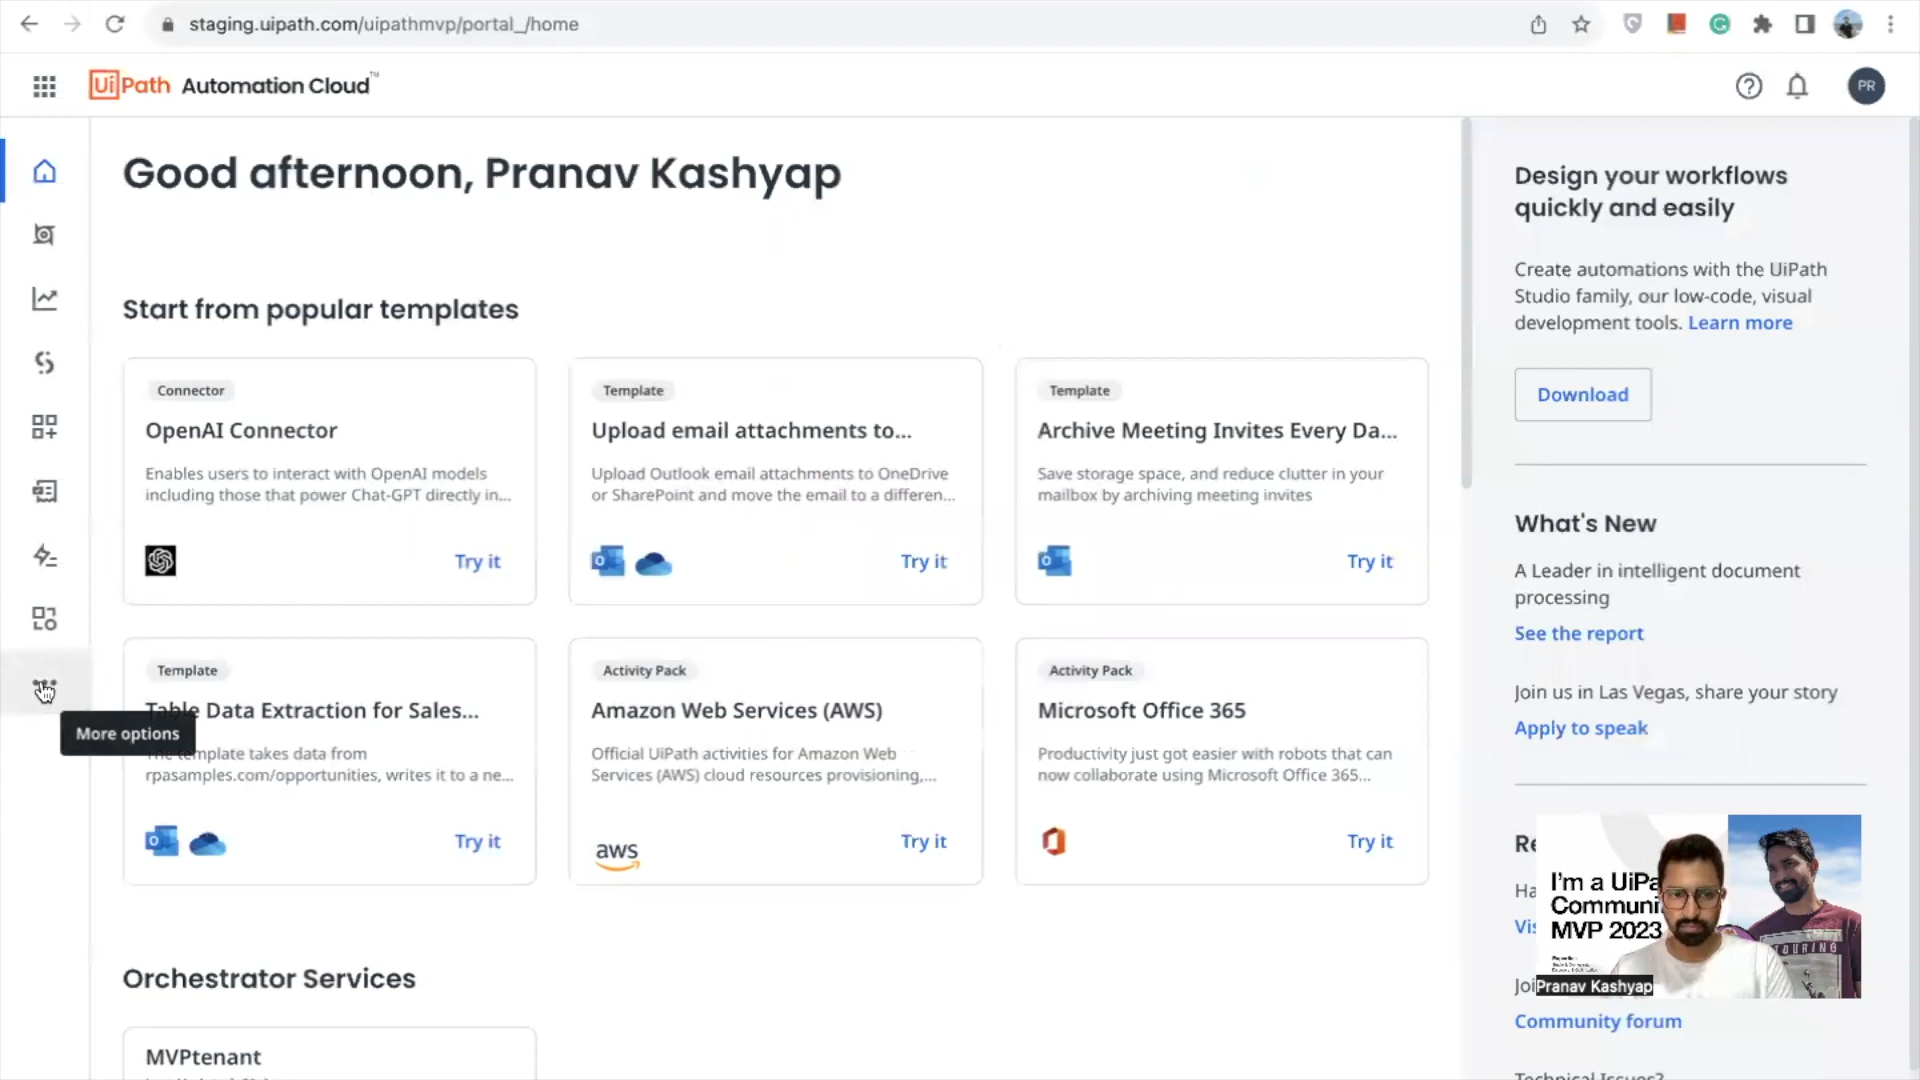 staging.uipath.com/uipathmvp/portal_/home
UiPath Automation Cloud™
PR
Good afternoon, Pranav Kashyap
Start from popular templates
Connector
OpenAI Connector
Enables users to interact with OpenAI models
including those that power Chat-GPT directly in...
Try it
Template
Upload email attachments to...
Upload Outlook email attachments to OneDrive
or SharePoint and move the email to a differen...
Try it
Template
Archive Meeting Invites Every Da...
Save storage space, and reduce clutter in your
mailbox by archiving meeting invites
Try it
Template
Table Data Extraction for Sales...
template takes data from
rpasamples.com/opportunities, writes it to a ne...
Try it
More options
Activity Pack
Amazon Web Services (AWS)
Official UiPath activities for Amazon Web
Services (AWS) cloud resources provisioning,...
aws
Try it
Activity Pack
Microsoft Office 365
Productivity just got easier with robots that can
now collaborate using Microsoft Office 365...
Try it
Orchestrator Services
MVPtenant
Design your workflows
quickly and easily
Create automations with the UiPath
Studio family, our low-code, visual
development tools. Learn more
Download
What's New
A Leader in intelligent document
processing
See the report
Join us in Las Vegas, share your story
Apply to speak
I'm a UiPa
Communi
MVP 2023
TOURING
Pranav Kashyap
Community forum
Technical Issues?